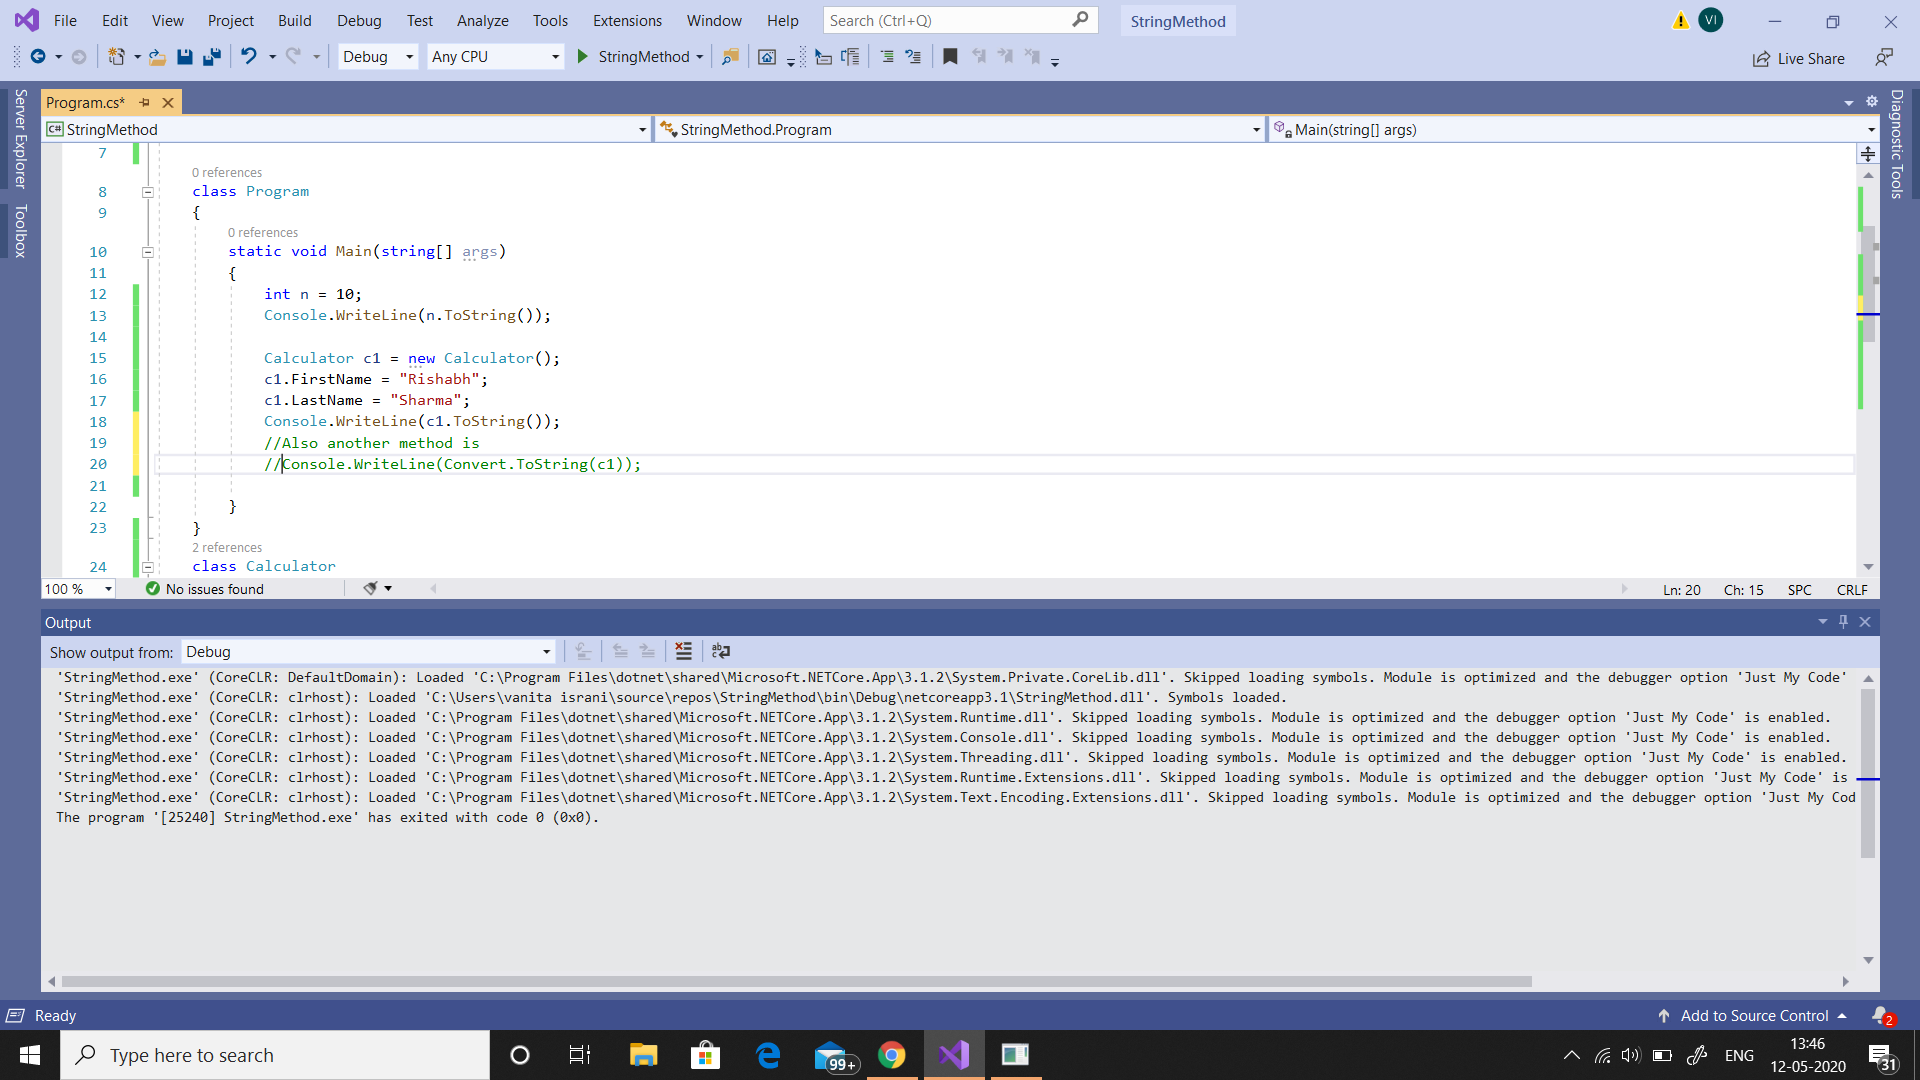 File Edit View Project Build Debug Test Analyze Tools Extensions Window Help Search (Ctrl+Q) StringMethod VI
Debug Any CPU StringMethod Live Share
Server Explorer
Toolbox
Diagnostic Tools
Program.cs*
C# StringMethod StringMethod.Program Main(string[] args)
7
0 references
8 class Program
9 {
0 references
10 static void Main(string[] args)
11 {
12 int n = 10;
13 Console.WriteLine(n.ToString());
14
15 Calculator c1 = new Calculator();
16 c1.FirstName = "Rishabh";
17 c1.LastName = "Sharma";
18 Console.WriteLine(c1.ToString());
19 //Also another method is
20 //Console.WriteLine(Convert.ToString(c1));
21
22 }
23 }
2 references
24 class Calculator
100 % No issues found Ln: 20 Ch: 15 SPC CRLF
Output
Show output from: Debug
'StringMethod.exe' (CoreCLR: DefaultDomain): Loaded 'C:\Program Files\dotnet\shared\Microsoft.NETCore.App\3.1.2\System.Private.CoreLib.dll'. Skipped loading symbols. Module is optimized and the debugger option 'Just My Code'
'StringMethod.exe' (CoreCLR: clrhost): Loaded 'C:\Users\vanita israni\source\repos\StringMethod\bin\Debug\netcoreapp3.1\StringMethod.dll'. Symbols loaded.
'StringMethod.exe' (CoreCLR: clrhost): Loaded 'C:\Program Files\dotnet\shared\Microsoft.NETCore.App\3.1.2\System.Runtime.dll'. Skipped loading symbols. Module is optimized and the debugger option 'Just My Code' is enabled.
'StringMethod.exe' (CoreCLR: clrhost): Loaded 'C:\Program Files\dotnet\shared\Microsoft.NETCore.App\3.1.2\System.Console.dll'. Skipped loading symbols. Module is optimized and the debugger option 'Just My Code' is enabled.
'StringMethod.exe' (CoreCLR: clrhost): Loaded 'C:\Program Files\dotnet\shared\Microsoft.NETCore.App\3.1.2\System.Threading.dll'. Skipped loading symbols. Module is optimized and the debugger option 'Just My Code' is enabled.
'StringMethod.exe' (CoreCLR: clrhost): Loaded 'C:\Program Files\dotnet\shared\Microsoft.NETCore.App\3.1.2\System.Runtime.Extensions.dll'. Skipped loading symbols. Module is optimized and the debugger option 'Just My Code' is
'StringMethod.exe' (CoreCLR: clrhost): Loaded 'C:\Program Files\dotnet\shared\Microsoft.NETCore.App\3.1.2\System.Text.Encoding.Extensions.dll'. Skipped loading symbols. Module is optimized and the debugger option 'Just My Cod
The program '[25240] StringMethod.exe' has exited with code 0 (0x0).
Ready Add to Source Control 2
Type here to search 99+ ENG 13:46 31
12-05-2020